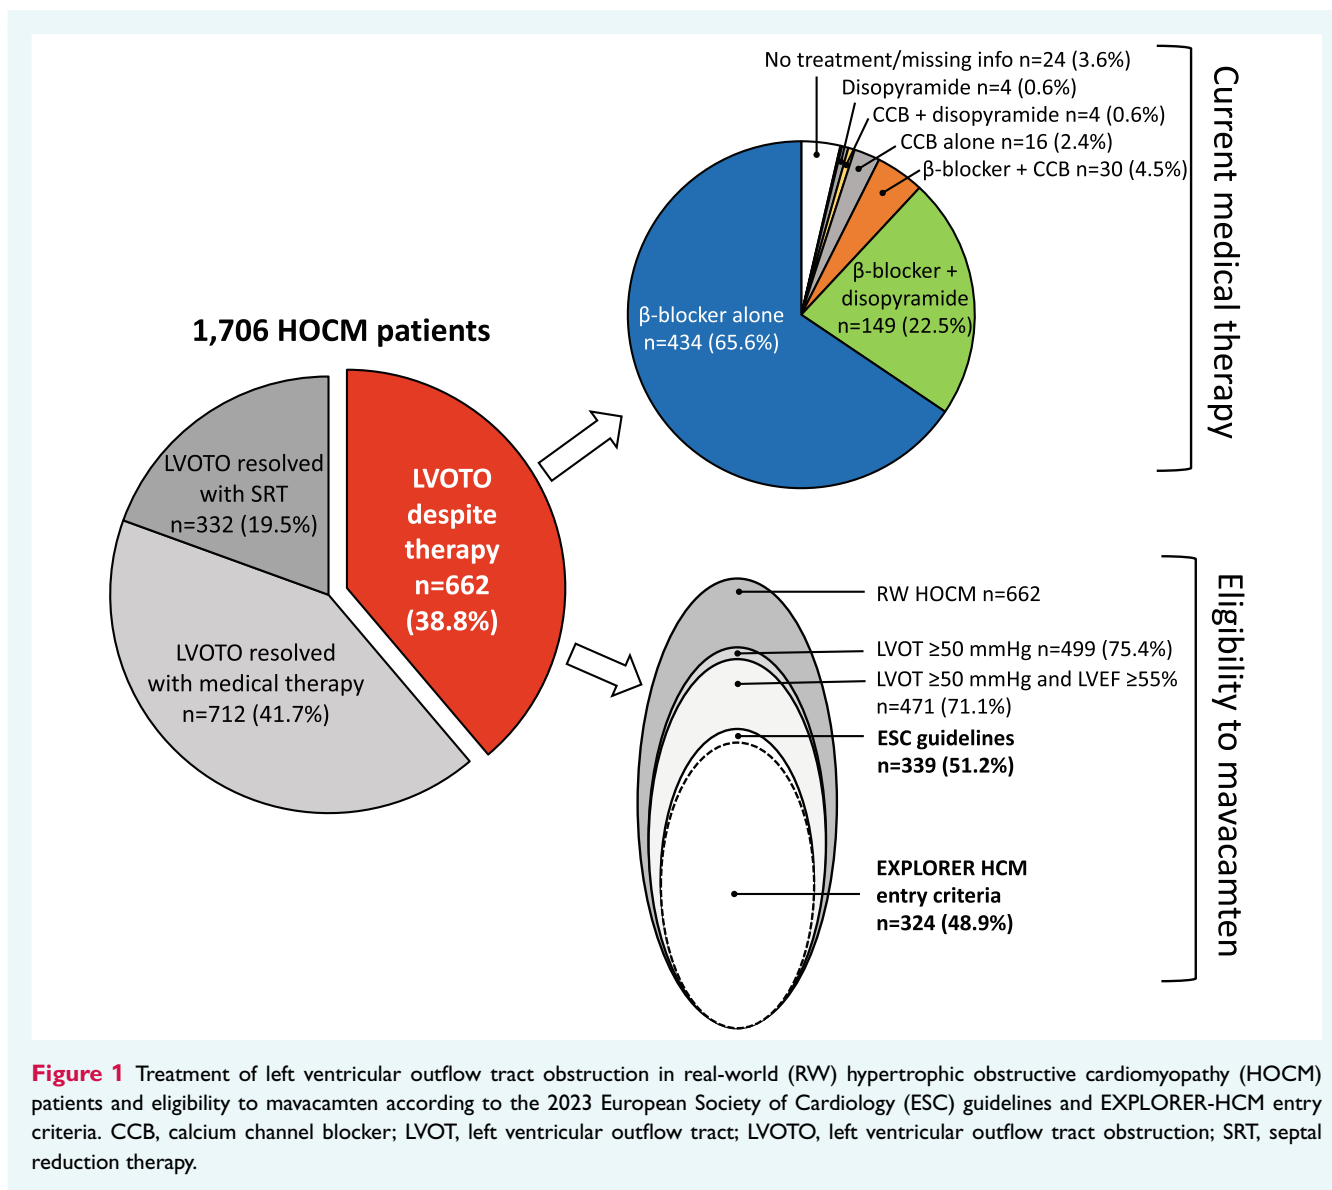 No treatment/missing info n=24 (3.6%)
Disopyramide n=4 (0.6%)
CCB + disopyramide n=4 (0.6%)
CCB alone n=16 (2.4%)
β-blocker + CCB n=30 (4.5%)
β-blocker +
disopyramide
n=149 (22.5%)
β-blocker alone
n=434 (65.6%)
Current medical therapy
1,706 HOCM patients
LVOTO resolved
with SRT
n=332 (19.5%)
LVOTO
despite
therapy
n=662
(38.8%)
LVOTO resolved
with medical therapy
n=712 (41.7%)
RW HOCM n=662
LVOT ≥50 mmHg n=499 (75.4%)
LVOT ≥50 mmHg and LVEF ≥55%
n=471 (71.1%)
ESC guidelines
n=339 (51.2%)
EXPLORER HCM
entry criteria
n=324 (48.9%)
Eligibility to mavacamten
Figure 1 Treatment of left ventricular outflow tract obstruction in real-world (RW) hypertrophic obstructive cardiomyopathy (HOCM)
patients and eligibility to mavacamten according to the 2023 European Society of Cardiology (ESC) guidelines and EXPLORER-HCM entry
criteria. CCB, calcium channel blocker; LVOT, left ventricular outflow tract; LVOTO, left ventricular outflow tract obstruction; SRT, septal
reduction therapy.